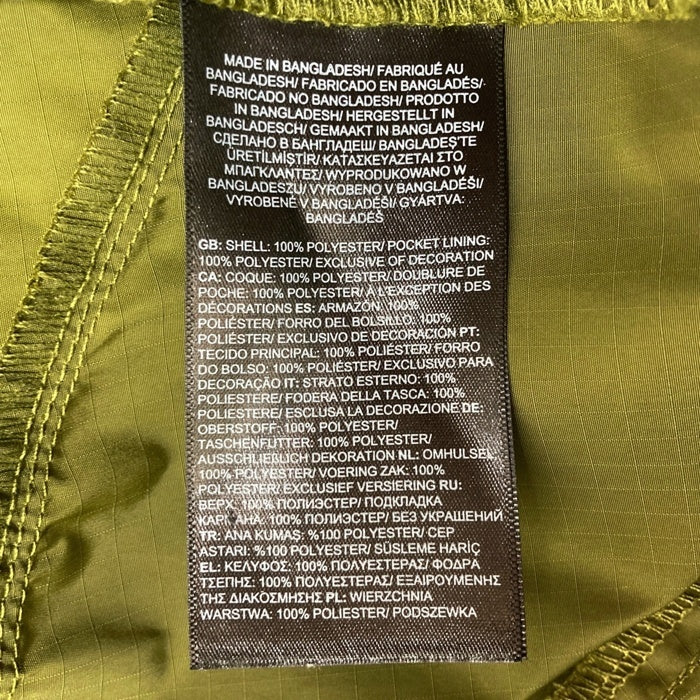 MADE IN BANGLADESH/ FABRIQUÉ AU
BANGLADESH/ FABRICADO EN BANGLADÉS/
FABRICADO NO BANGLADESH/ PRODOTTO
IN BANGLADESH/ HERGESTELLT IN
BANGLADESCH/ GEMAAKT IN BANGLADESH/
СДЕЛАНО В БАНГЛАДЕШ/ BANGLADEŞ'TE
ÜRETİLMİŞTİR/ ΚΑΤΑΣΚΕΥΑΖΕΤΑΙ ΣΤΟ
ΜΠΑΓΚΛΑΝΤΕΣ/ WYPRODUKOWANO W
BANGLADESZU/ VYROBENO V BANGLADÉŠI/
VYROBENÉ V BANGLADÉŠI/ GYÁRTVA:
BANGLADÉŠ
GB: SHELL: 100% POLYESTER/ POCKET LINING:
100% POLYESTER/ EXCLUSIVE OF DECORATION
CA: COQUE: 100% POLYESTER/ DOUBLURE DE
POCHE: 100% POLYESTER/ À L'EXCEPTION DES
DÉCORATIONS ES: ARMAZÓN: 100%
POLIÉSTER/ FORRO DEL BOLSILLO: 100%
POLIÉSTER/ EXCLUSIVO DE DECORACIÓN PT:
TECIDO PRINCIPAL: 100% POLIÉSTER/ FORRO
DO BOLSO: 100% POLIÉSTER/ EXCLUSIVO PARA
DECORAÇÃO IT: STRATO ESTERNO: 100%
POLIESTERE/ FODERA DELLA TASCA: 100%
POLIESTERE/ ESCLUSA LA DECORAZIONE DE:
OBERSTOFF: 100% POLYESTER/
TASCHENFUTTER: 100% POLYESTER/
AUSSCHLIEßLICH DEKORATION NL: OMHULSEL:
100% POLYESTER/ VOERING ZAK: 100%
POLYESTER/ EXCLUSIEF VERSIERING RU:
ВЕРХ: 100% ПОЛИЭСТЕР/ ПОДКЛАДКА
КАРМАНА: 100% ПОЛИЭСТЕР/ БЕЗ УКРАШЕНИЙ
TR: ANA KUMAŞ: %100 POLYESTER/ CEP
ASTARI: %100 POLYESTER/ SÜSLEME HARİÇ
EL: ΚΕΛΥΦΟΣ: 100% ΠΟΛΥΕΣΤΕΡΑΣ/ ΦΟΔΡΑ
ΤΣΕΠΗΣ: 100% ΠΟΛΥΕΣΤΕΡΑΣ/ ΕΞΑΙΡΟΥΜΕΝΗΣ
ΤΗΣ ΔΙΑΚΟΣΜΗΣΗΣ PL: WIERZCHNIA
WARSTWA: 100% POLIESTER/ PODSZEWKA